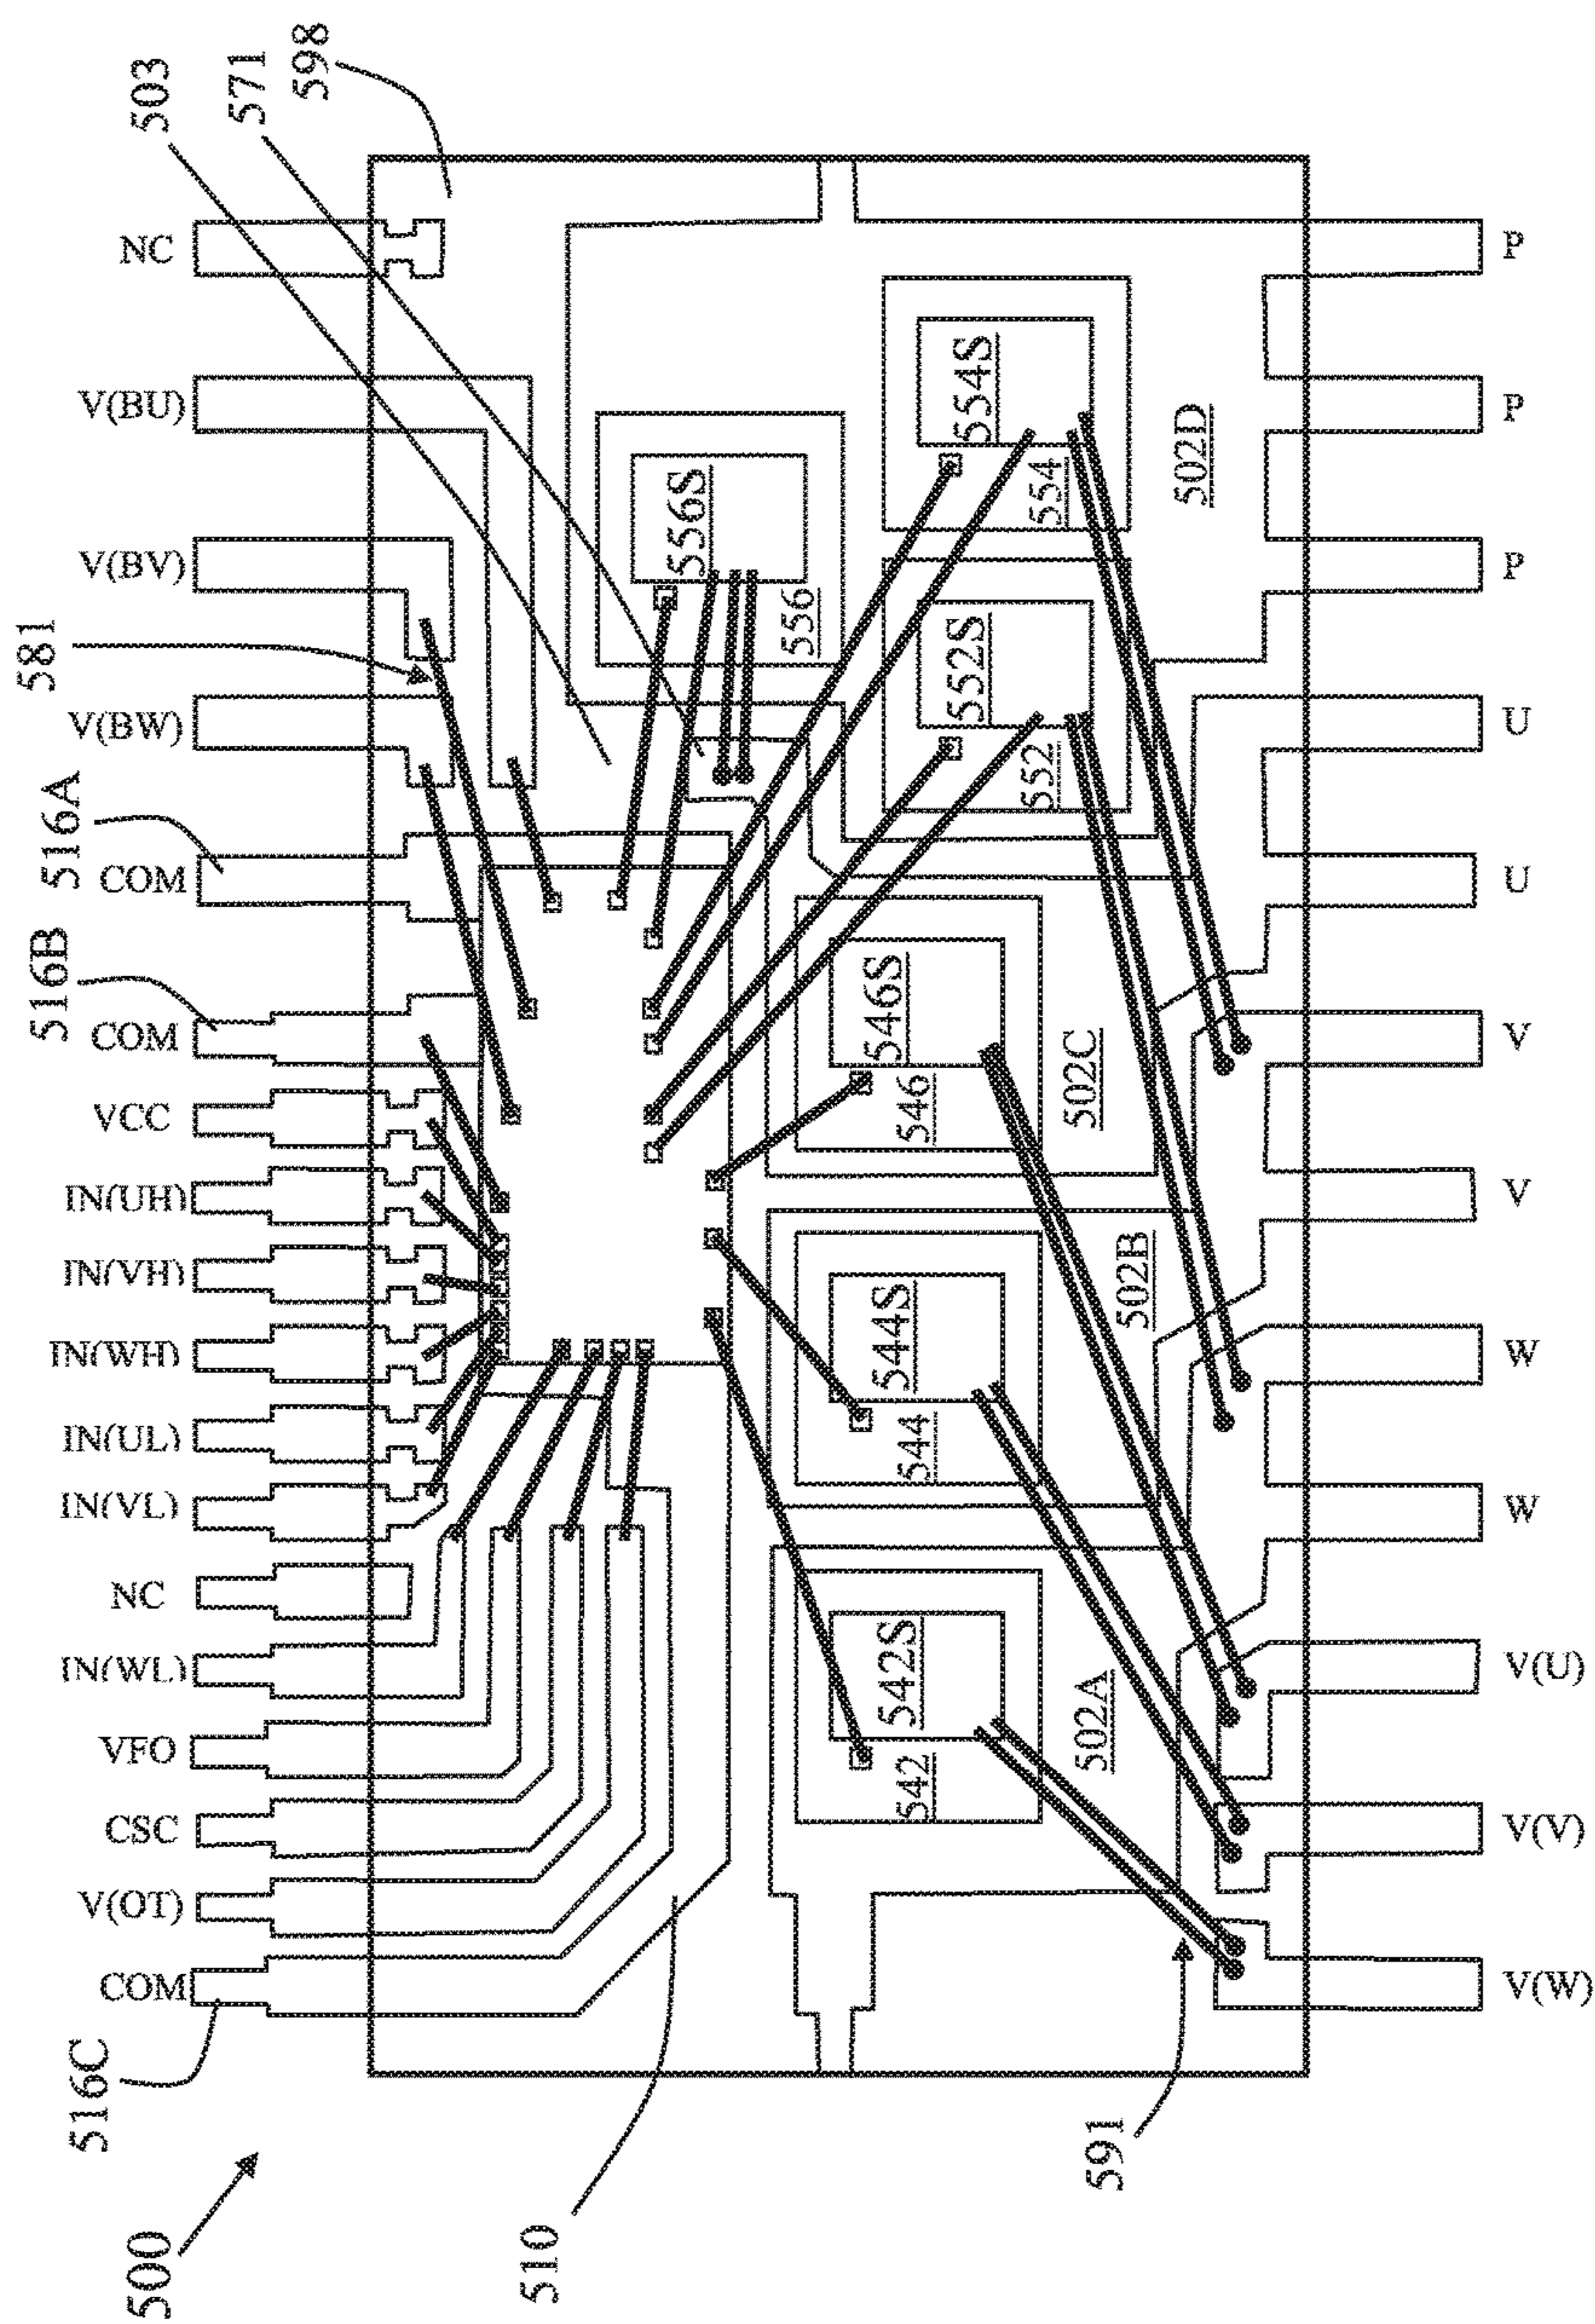 503
571
598
NC
V(BU)
V(BV)
581
V(BW)
516A
COM
516B
COM
VCC
IN(UH)
IN(VH)
IN(WH)
IN(UL)
IN(VL)
NC
IN(WL)
VFO
CSC
V(OT)
COM
516C
500
510
591
556S
556
554S
554
502D
552S
552
546S
546
502C
544S
544
502B
542S
542
502A
P
P
P
U
U
V
V
W
W
V(U)
V(V)
V(W)